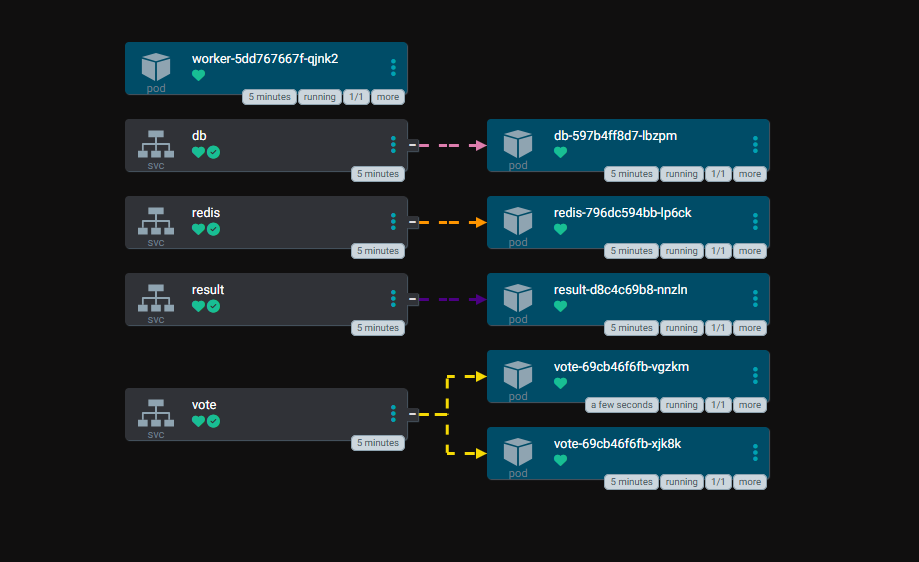 worker-5dd767667f-qjnk2
pod
5 minutes running 1/1 more
db
svc
5 minutes
db-597b4ff8d7-lbzpm
pod
5 minutes running 1/1 more
redis
svc
5 minutes
redis-796dc594bb-lp6ck
pod
5 minutes running 1/1 more
result
svc
5 minutes
result-d8c4c69b8-nnzln
pod
5 minutes running 1/1 more
vote-69cb46f6fb-vgzkm
pod
a few seconds running 1/1 more
vote
svc
5 minutes
vote-69cb46f6fb-xjk8k
pod
5 minutes running 1/1 more